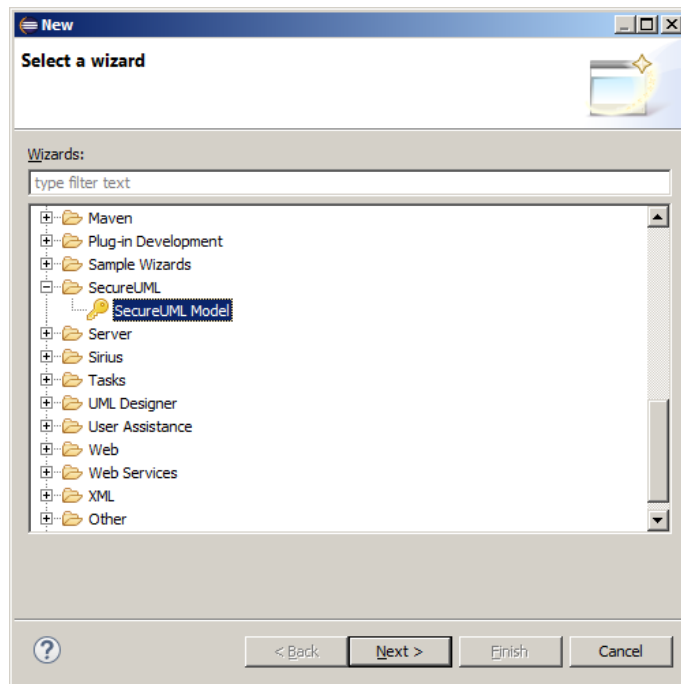 New
Select a wizard
Wizards:
type filter text
Maven
Plug-in Development
Sample Wizards
SecureUML
SecureUML Model
Server
Sirius
Tasks
UML Designer
User Assistance
Web
Web Services
XML
Other
?
< Back Next > Finish Cancel